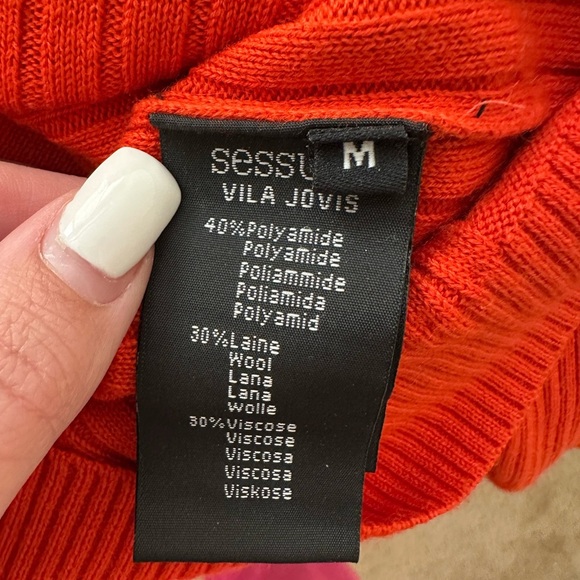 M
VILA JOVIS
40%Polyamide
Polyamide
Poliammide
Poliamida
Polyamid
30%Laine
Wool
Lana
Lana
Wolle
30%Viscose
Viscose
Viscosa
Viscosa
Viskose